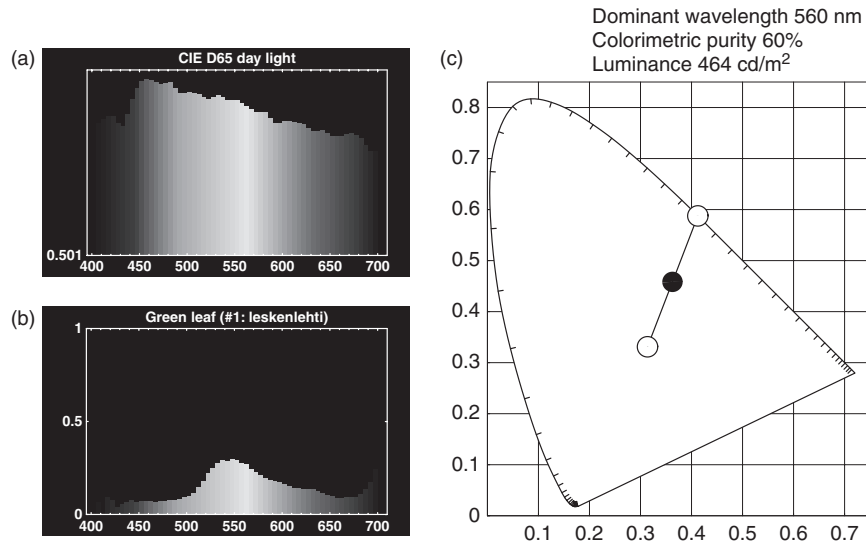 Dominant wavelength 560 nm
Colorimetric purity 60%
Luminance 464 cd/m²
(a)
CIE D65 day light
0.501
400 450 500 550 600 650 700
(b)
Green leaf (#1: leskenlehti)
1
0.5
0
400 450 500 550 600 650 700
(c)
0.8
0.7
0.6
0.5
0.4
0.3
0.2
0.1
0
0.1 0.2 0.3 0.4 0.5 0.6 0.7